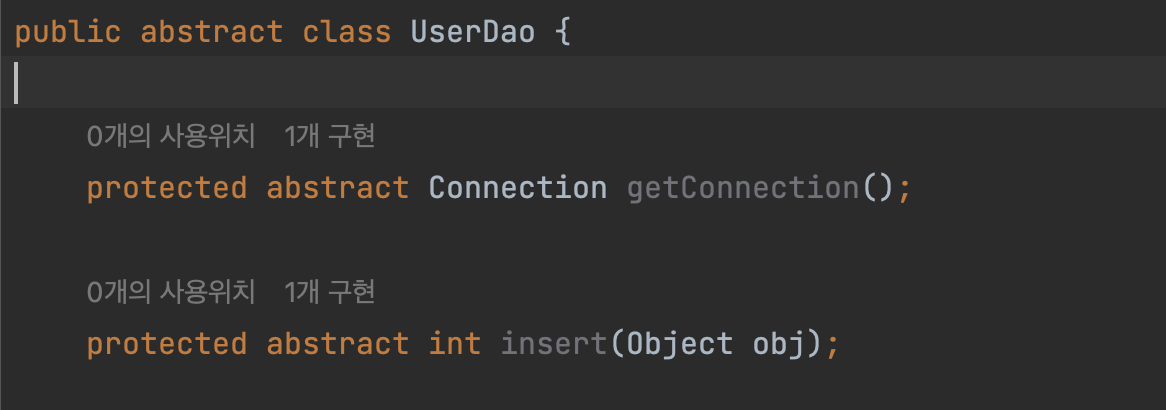 public abstract class UserDao {
0개의 사용위치 1개 구현
protected abstract Connection getConnection();
0개의 사용위치 1개 구현
protected abstract int insert(Object obj);